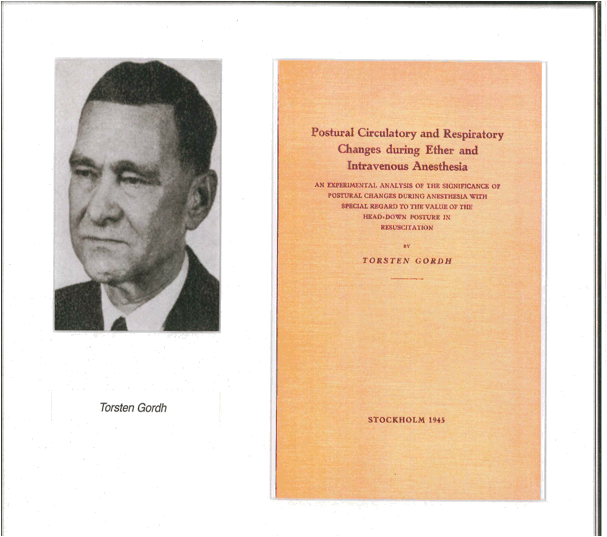 Torsten Gordh
Postural Circulatory and Respiratory
Changes during Ether and
Intravenous Anesthesia
AN EXPERIMENTAL ANALYSIS OF THE SIGNIFICANCE OF
POSTURAL CHANGES DURING ANESTHESIA WITH
SPECIAL REGARD TO THE VALUE OF THE
HEAD-DOWN POSTURE IN
RESUSCITATION
BY
TORSTEN GORDH
STOCKHOLM 1945